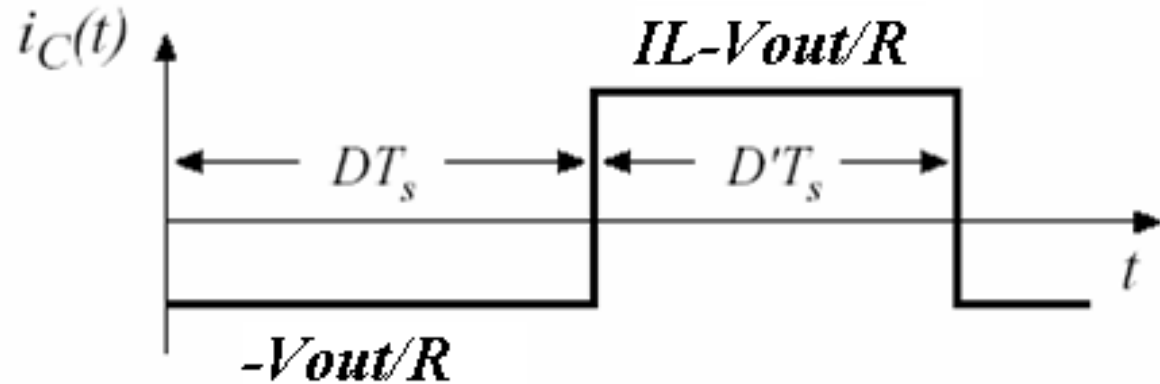 i_C(t)
IL-Vout/R
DT_s
D'T_s
t
-Vout/R